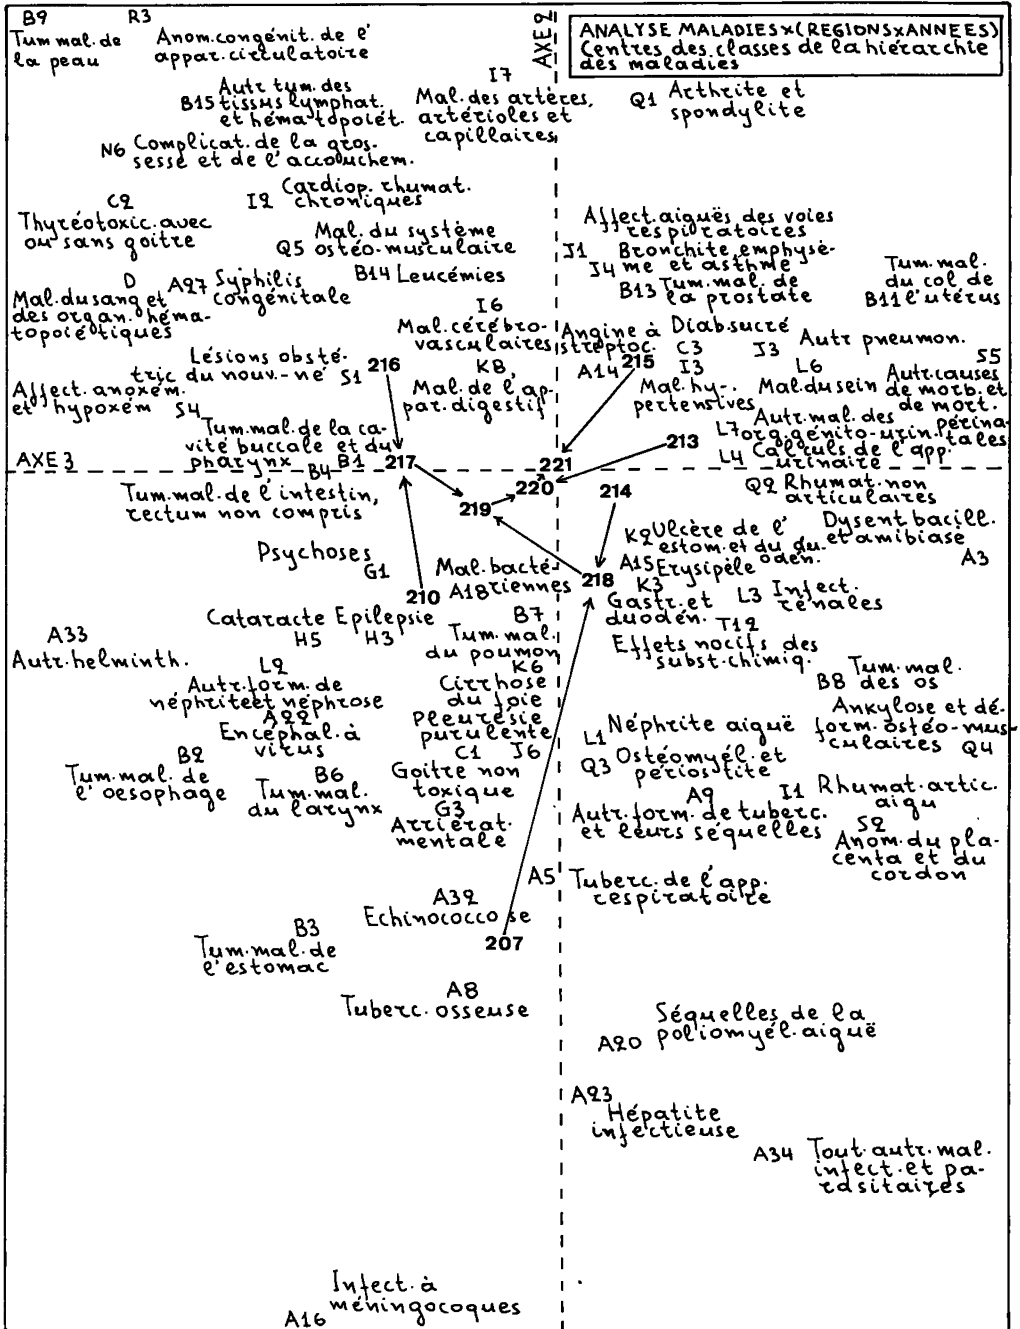 B9
R3
AXE 2
ANALYSE MALADIES×(REGIONS×ANNEES)
Centres des classes de la hiérarchie
des maladies
Tum.mal.de
la peau
Anom.congénit.de l'
appar.circulatoire
Autr tum.des
B15 tissus lymphat.
et hématopoiét.
I7
Mal.des artères,
artérioles et
capillaires
Q1 Arthrite et
spondylite
N6 Complicat.de la gros.
sesse et de l'accouchem.
C2
Thyréotoxic.avec
ou sans goitre
I2 Cardiop.rhumat.
chroniques
Mal.du système
Q5 ostéo-musculaire
Affect.aiguës des voies
respiratoires
J1 Bronchite,emphysé-
J4 me et asthme
B13 Tum.mal.de
la prostate
Tum.mal.
du col de
B11 l'utérus
D
Mal.du sang et
des organ.héma-
topoiétiques
A27 Syphilis
congénitale
B14 Leucémies
I6
Mal.cérébro-
vasculaires
Angine à
streptoc.
A14
Diab.sucré
C3
J3 Autr pneumon.
Lésions obsté-
tric du nouv.-né S1
216
K8,
Mal.de l'ap-
par.digestif
215
I3
Mal.hy-
pertensives
L6
Mal.du sein
S5
Autr.causes
de morb.et
de mort.
périna-
tales
Affect.anoxém.
et hypoxém S4
Tum.mal.de la ca-
vité buccale et du
pharynx B4 B1
213
L7 Autr.mal.des
org.génito-urin.
L4 Calculs de l'app.
urinaire
AXE 3
217
221
220
219
214
Q2 Rhumat.non
articulaires
Tum.mal.de l'intestin,
rectum non compris
K2 Ulcère de l'
estom.et du du.
oden.
Dysent bacill.
et amibiase
A3
Psychoses
G1
210
Mal.bacté-
A18 riennes
218
A15 Erysipèle
K3
Gastr.et
duodén.
L3 Infect.
rénales
Cataracte Epilepsie
H5 H3
B7
Tum.mal.
du poumon
T12
Effets nocifs des
subst.chimiq.
A33
Autr.helminth.
L2
Autr.form.de
néphrite et néphrose
K6
Cirrhose
du foie
Tum.mal.
B8 des os
A22
Encéphal.à
virus
Pleurésie
purulente
C1 J6
L1 Néphrite aiguë
Ankylose et dé-
form.ostéo-mus-
culaires Q4
B2
Tum.mal.de
l'oesophage
B6
Tum.mal.
du larynx
Goitre non
toxique
G3
Arriérat.
mentale
Q3 Ostéomyél.et
périostite
A9
Autr.form.de tuberc.
et leurs séquelles
I1 Rhumat.artic.
aigu
S2
Anom.du pla-
centa et du
cordon
A5 Tuberc.de l'app.
respiratoire
A32
Echinococcose
B3
Tum.mal.de
l'estomac
207
A8
Tuberc.osseuse
Séquelles de la
A20 poliomyél.aiguë
A23
Hépatite
infectieuse
A34 Tout.autr.mal.
infect.et pa-
rasitaires
Infect.à
A16 méningocoques